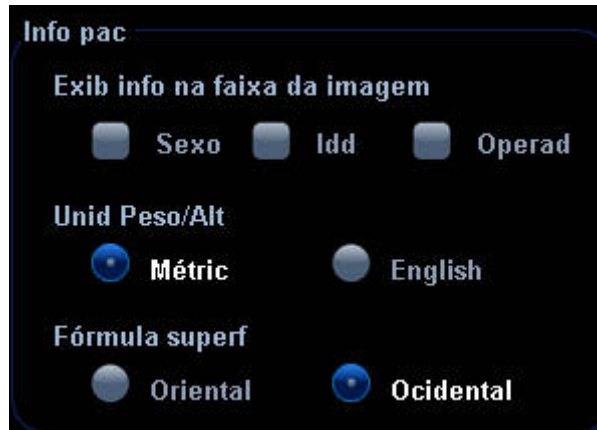 Info pac
Exib info na faixa da imagem
Sexo Idd Operad
Unid Peso/Alt
Métric English
Fórmula superf
Oriental Ocidental